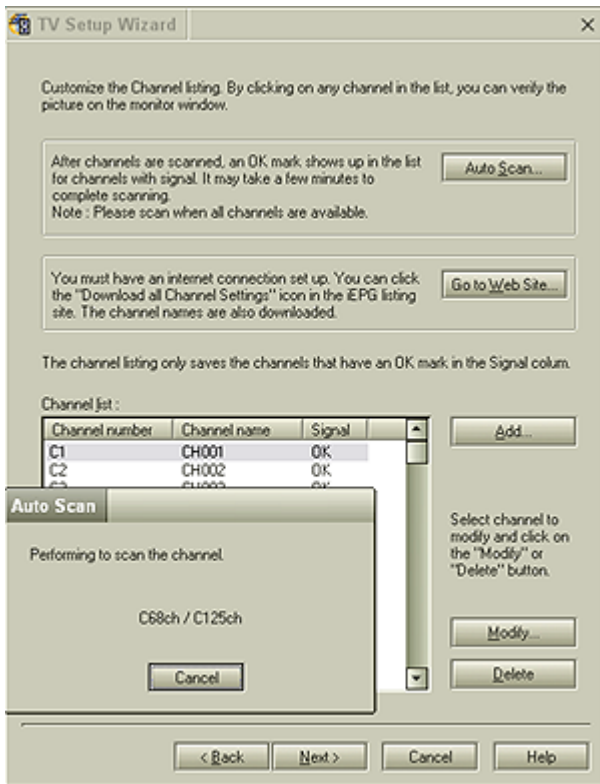 TV Setup Wizard
Customize the Channel listing. By clicking on any channel in the list, you can verify the
picture on the monitor window.
After channels are scanned, an OK mark shows up in the list
for channels with signal. It may take a few minutes to
complete scanning.
Note : Please scan when all channels are available.
Auto Scan...
You must have an internet connection set up. You can click
the "Download all Channel Settings" icon in the iEPG listing
site. The channel names are also downloaded.
Go to Web Site...
The channel listing only saves the channels that have an OK mark in the Signal colum.
Channel list :
Channel number Channel name Signal
C1 CH001 OK
C2 CH002 OK
Add...
Select channel to
modify and click on
the "Modify" or
"Delete" button.
Modify...
Delete
Auto Scan
Performing to scan the channel.
C68ch / C125ch
Cancel
< Back Next > Cancel Help